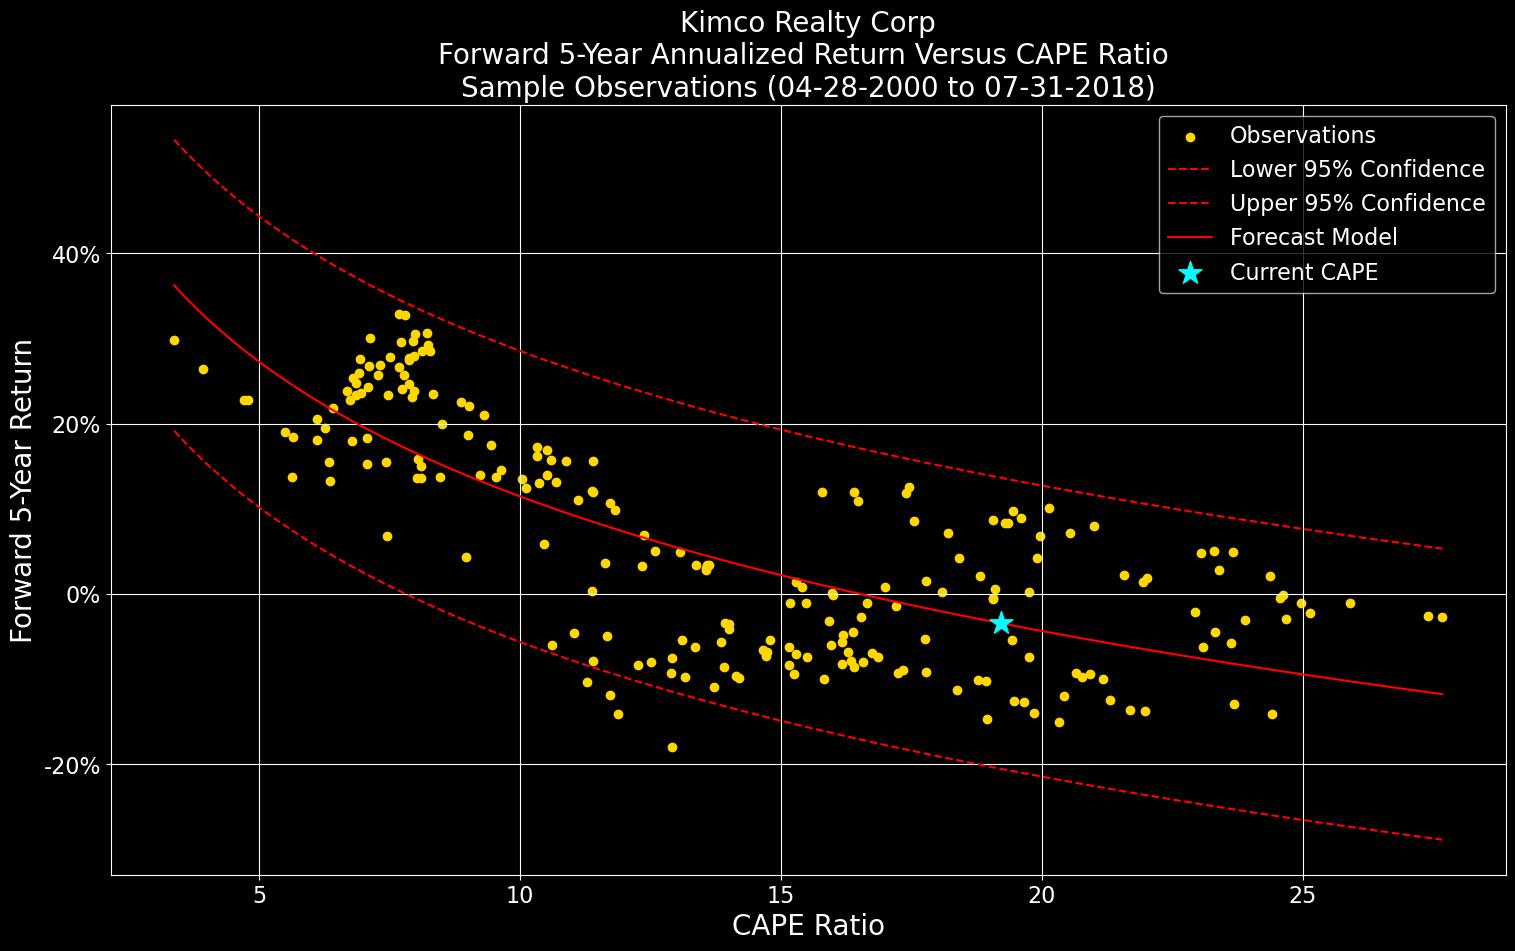 Kimco Realty Corp
Forward 5-Year Annualized Return Versus CAPE Ratio
Sample Observations (04-28-2000 to 07-31-2018)
Observations
Lower 95% Confidence
Upper 95% Confidence
Forecast Model
Current CAPE
Forward 5-Year Return
40%
20%
0%
-20%
5
10
15
20
25
CAPE Ratio